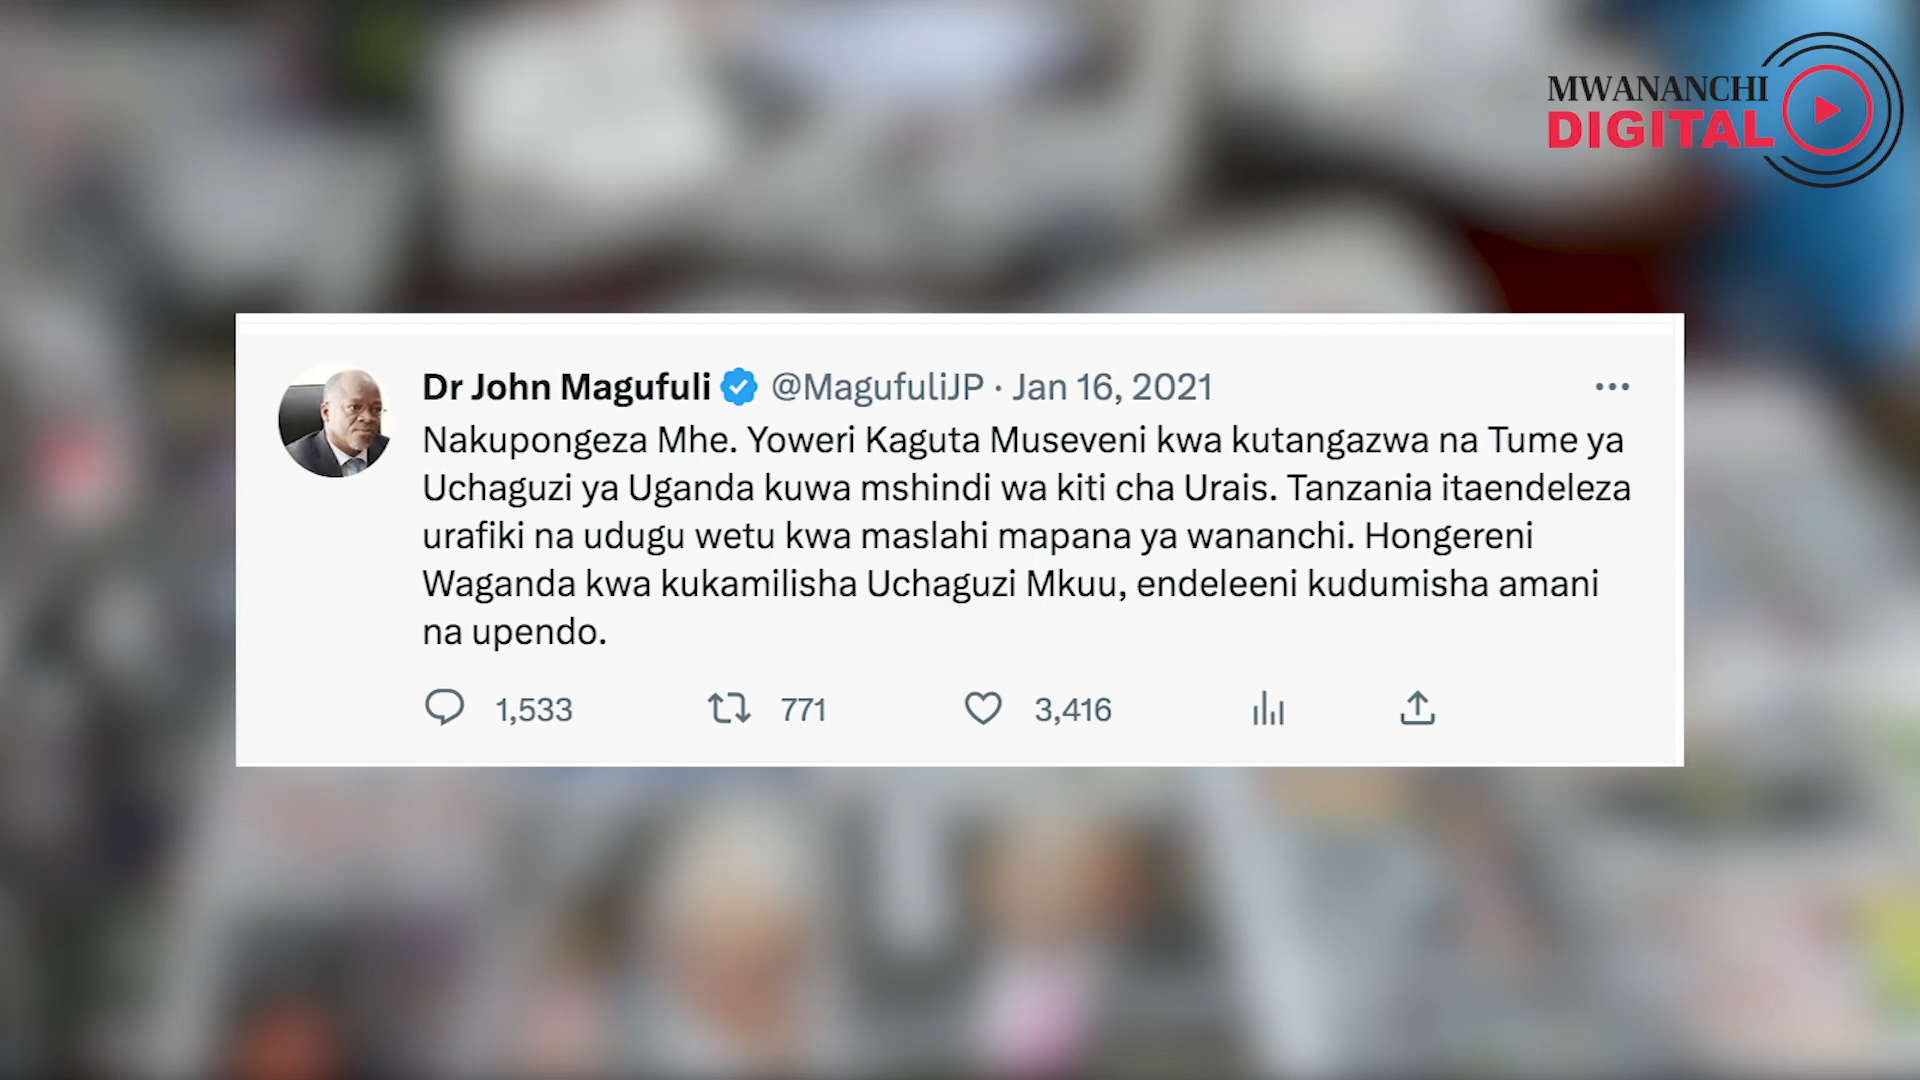 MWANANCHI
DIGITAL
Dr John Magufuli @MagufuliJP · Jan 16, 2021
Nakupongeza Mhe. Yoweri Kaguta Museveni kwa kutangazwa na Tume ya
Uchaguzi ya Uganda kuwa mshindi wa kiti cha Urais. Tanzania itaendeleza
urafiki na udugu wetu kwa maslahi mapana ya wananchi. Hongereni
Waganda kwa kukamilisha Uchaguzi Mkuu, endeleeni kudumisha amani
na upendo.
1,533 771 3,416